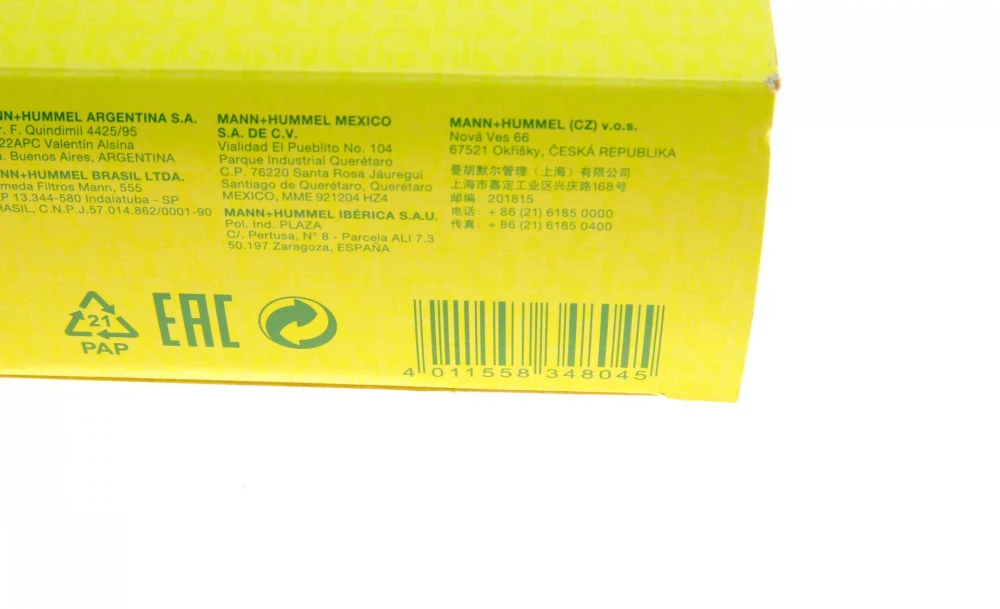 HUMMEL ARGENTINA S.A.
F. Quindimil 4425/95
22APC Valentín Alsina
Buenos Aires, ARGENTINA
HUMMEL BRASIL LTDA.
Filtros Mann, 555
13.344-580 Indaiatuba - SP
C.N.P.J.57.014.862/0001-90
MANN+HUMMEL MEXICO
S.A. DE C.V.
Vialidad El Pueblito No. 104
Parque Industrial Querétaro
C.P. 76220 Santa Rosa Jáuregui
Santiago de Querétaro, Querétaro
MEXICO, MME 921204 HZ4
MANN+HUMMEL IBÉRICA S.A.U.
Pol. Ind. PLAZA
C/. Pertusa, N° 8 - Parcela ALI 7.3
50.197 Zaragoza, ESPAÑA
MANN+HUMMEL (CZ) v.o.s.
Nová Ves 66
67521 Okříšky, ČESKÁ REPUBLIKA
曼胡默尔管理（上海）有限公司
上海市嘉定工业区兴庆路168号
邮编: 201815
电话: + 86 (21) 6185 0000
传真: + 86 (21) 6185 0400
21
PAP
EAC
4 011558 348045